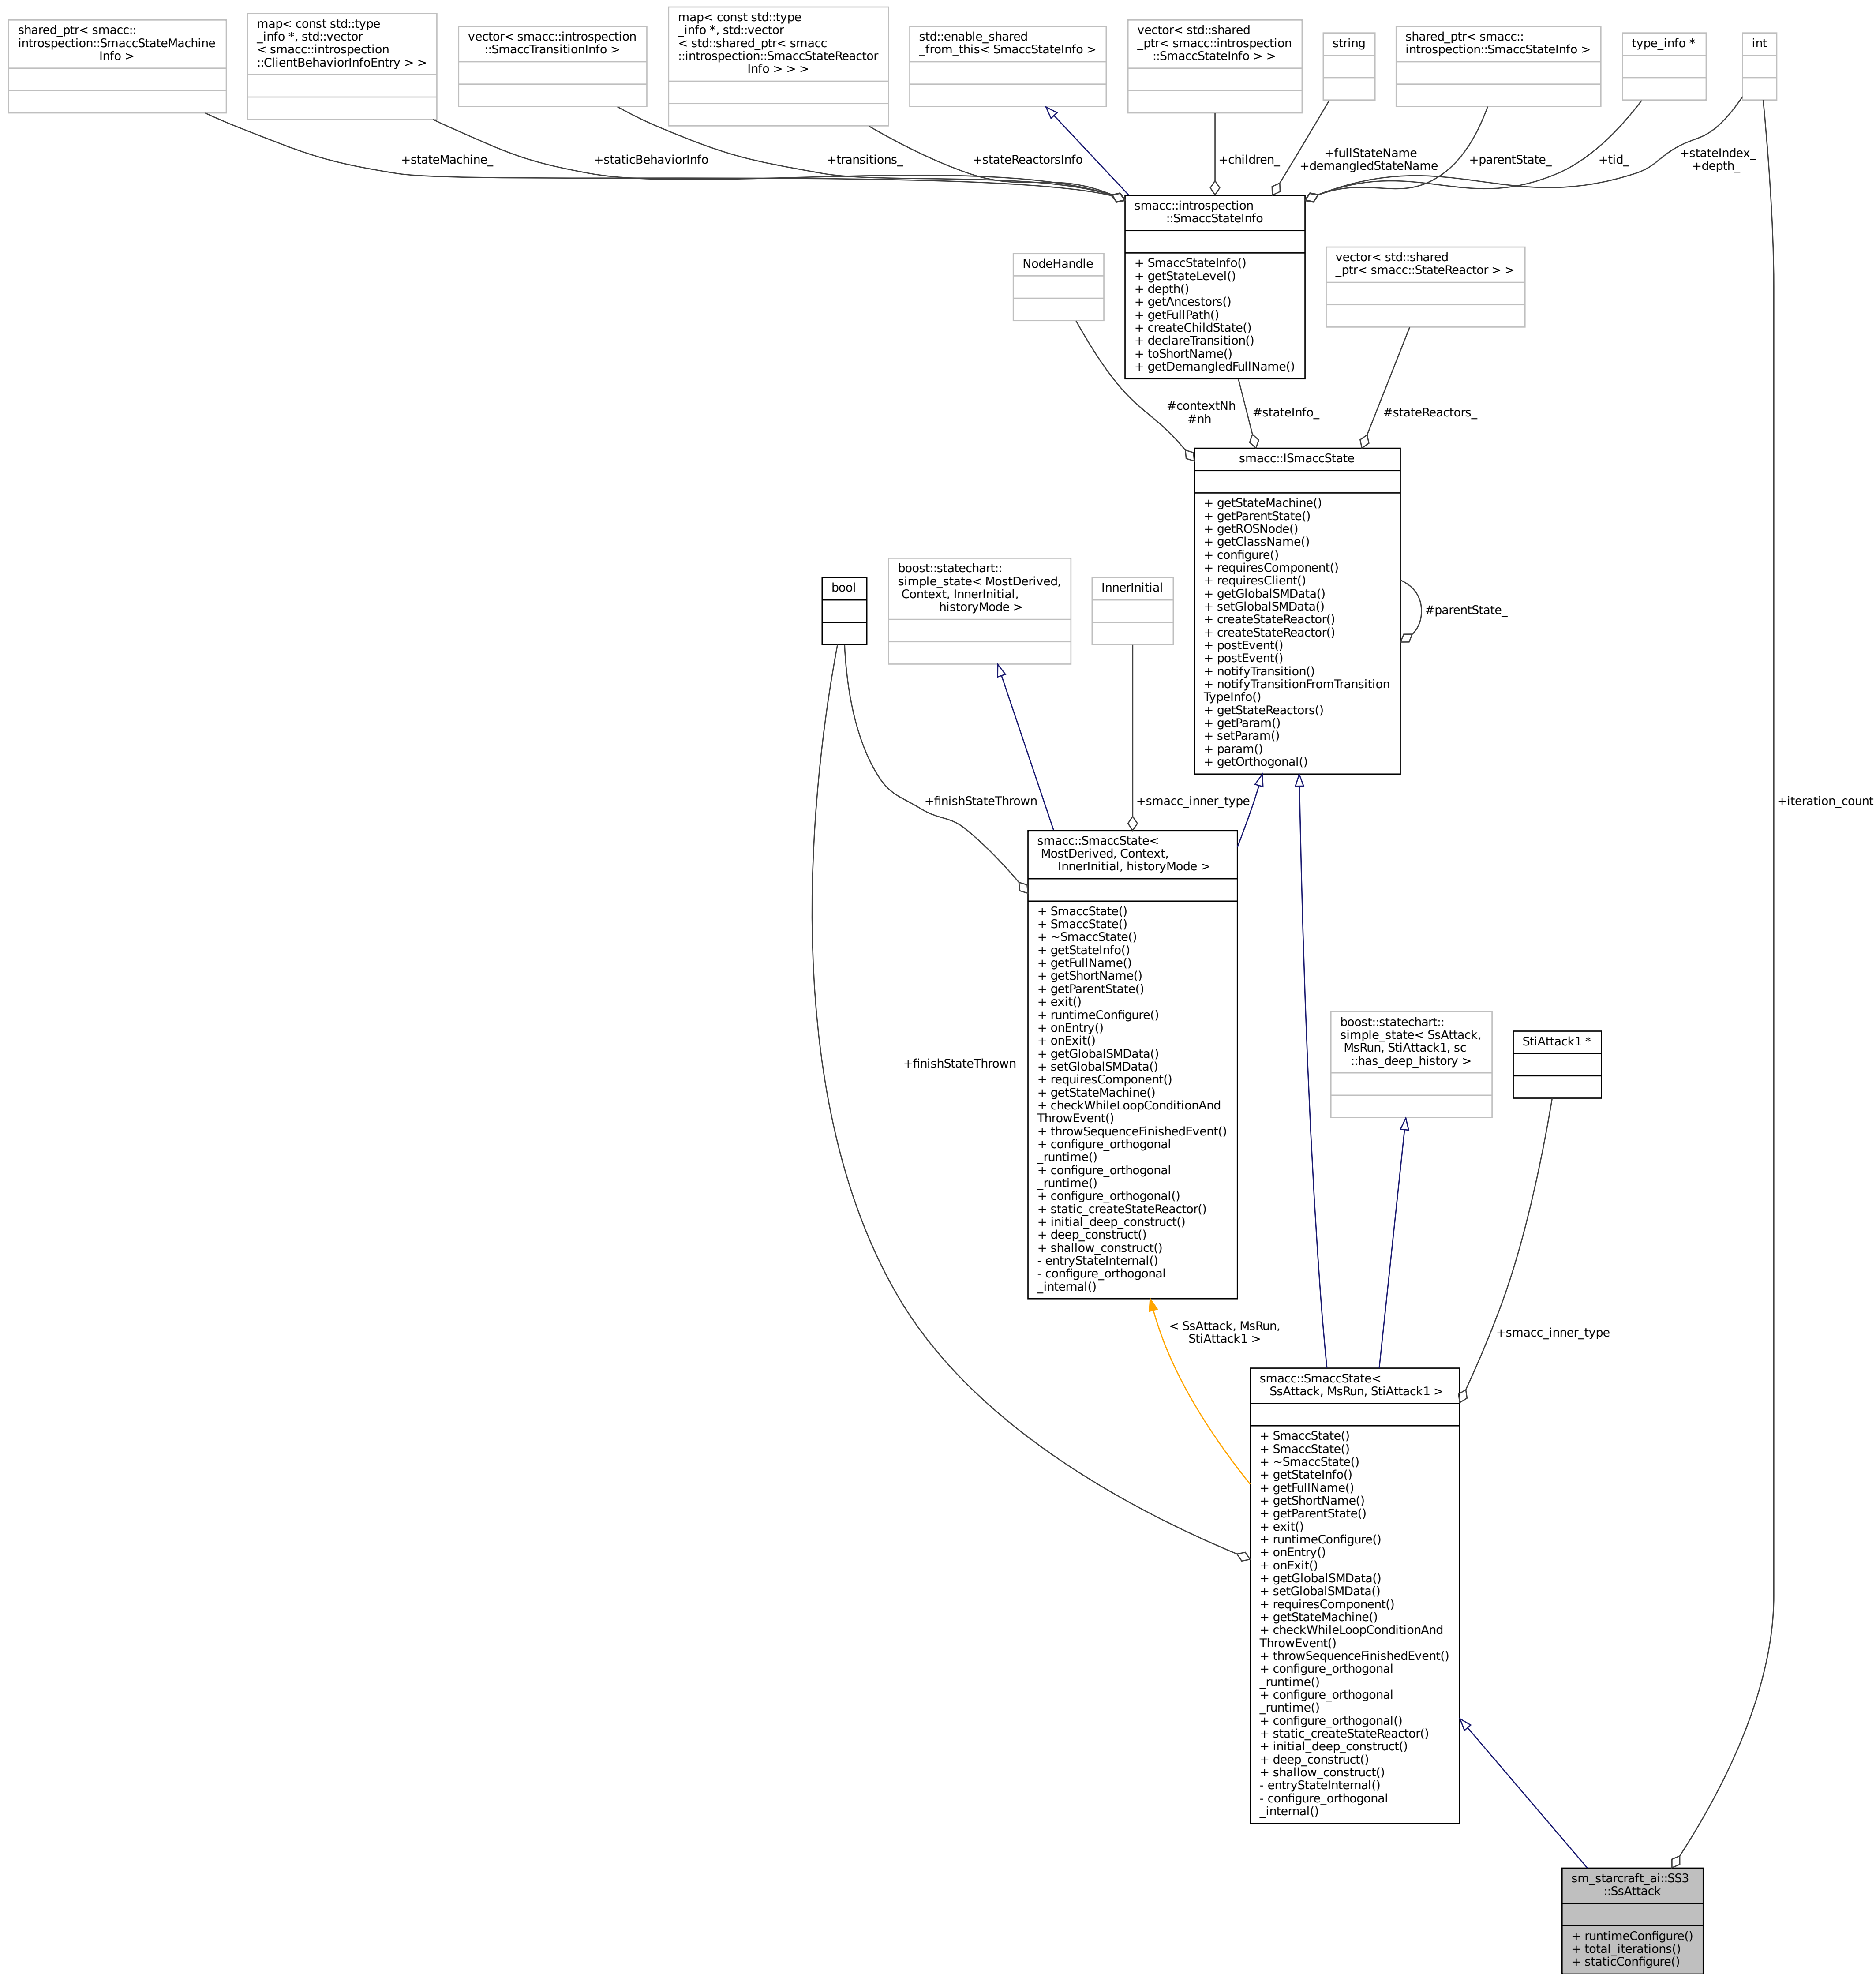 shared_ptr< smacc::
introspection::SmaccStateMachine
Info >
map< const std::type
_info *, std::vector
< smacc::introspection
::ClientBehaviorInfoEntry > >
vector< smacc::introspection
::SmaccTransitionInfo >
map< const std::type
_info *, std::vector
< std::shared_ptr< smacc
::introspection::SmaccStateReactor
Info > > >
std::enable_shared
_from_this< SmaccStateInfo >
vector< std::shared
_ptr< smacc::introspection
::SmaccStateInfo > >
string
shared_ptr< smacc::
introspection::SmaccStateInfo >
type_info *
int
+stateMachine_
+staticBehaviorInfo
+transitions_
+stateReactorsInfo
+children_
+fullStateName
+demangledStateName
+parentState_
+tid_
+stateIndex_
+depth_
smacc::introspection
::SmaccStateInfo
+ SmaccStateInfo()
+ getStateLevel()
+ depth()
+ getAncestors()
+ getFullPath()
+ createChildState()
+ declareTransition()
+ toShortName()
+ getDemangledFullName()
NodeHandle
vector< std::shared
_ptr< smacc::StateReactor > >
#contextNh
#nh
#stateInfo_
#stateReactors_
smacc::ISmaccState
+ getStateMachine()
+ getParentState()
+ getROSNode()
+ getClassName()
+ configure()
+ requiresComponent()
+ requiresClient()
+ getGlobalSMData()
+ setGlobalSMData()
+ createStateReactor()
+ createStateReactor()
+ postEvent()
+ postEvent()
+ notifyTransition()
+ notifyTransitionFromTransition
TypeInfo()
+ getStateReactors()
+ getParam()
+ setParam()
+ param()
+ getOrthogonal()
#parentState_
bool
boost::statechart::
simple_state< MostDerived,
Context, InnerInitial,
historyMode >
InnerInitial
+finishStateThrown
+smacc_inner_type
+iteration_count
smacc::SmaccState<
MostDerived, Context,
InnerInitial, historyMode >
+ SmaccState()
+ SmaccState()
+ ~SmaccState()
+ getStateInfo()
+ getFullName()
+ getShortName()
+ getParentState()
+ exit()
+ runtimeConfigure()
+ onEntry()
+ onExit()
+ getGlobalSMData()
+ setGlobalSMData()
+ requiresComponent()
+ getStateMachine()
+ checkWhileLoopConditionAnd
ThrowEvent()
+ throwSequenceFinishedEvent()
+ configure_orthogonal
_runtime()
+ configure_orthogonal
_runtime()
+ configure_orthogonal()
+ static_createStateReactor()
+ initial_deep_construct()
+ deep_construct()
+ shallow_construct()
- entryStateInternal()
- configure_orthogonal
_internal()
+finishStateThrown
boost::statechart::
simple_state< SsAttack,
MsRun, StiAttack1, sc
::has_deep_history >
StiAttack1 *
< SsAttack, MsRun,
StiAttack1 >
+smacc_inner_type
smacc::SmaccState<
SsAttack, MsRun, StiAttack1 >
+ SmaccState()
+ SmaccState()
+ ~SmaccState()
+ getStateInfo()
+ getFullName()
+ getShortName()
+ getParentState()
+ exit()
+ runtimeConfigure()
+ onEntry()
+ onExit()
+ getGlobalSMData()
+ setGlobalSMData()
+ requiresComponent()
+ getStateMachine()
+ checkWhileLoopConditionAnd
ThrowEvent()
+ throwSequenceFinishedEvent()
+ configure_orthogonal
_runtime()
+ configure_orthogonal
_runtime()
+ configure_orthogonal()
+ static_createStateReactor()
+ initial_deep_construct()
+ deep_construct()
+ shallow_construct()
- entryStateInternal()
- configure_orthogonal
_internal()
sm_starcraft_ai::SS3
::SsAttack
+ runtimeConfigure()
+ total_iterations()
+ staticConfigure()